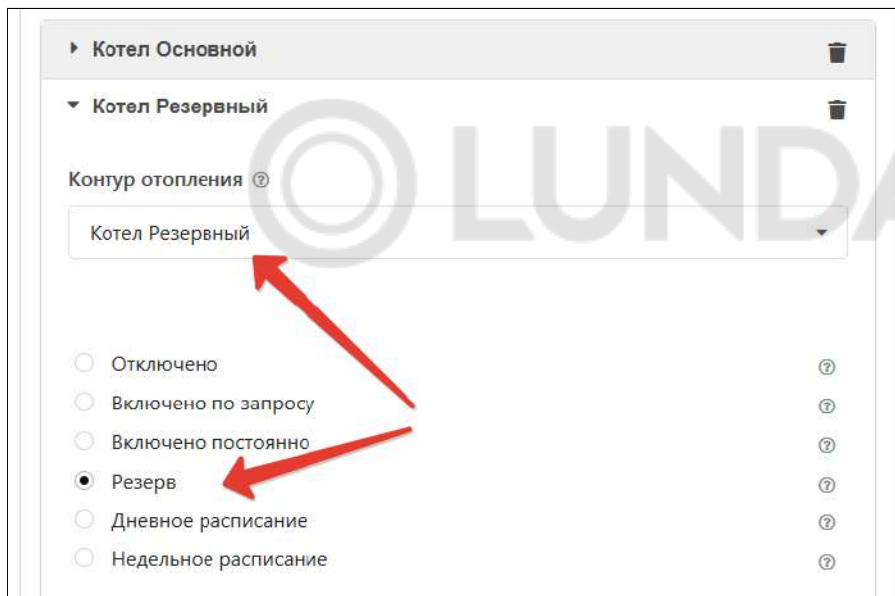 Котел Основной
Котел Резервный
Контур отопления
Котел Резервный
LUNDA
Отключено
Включено по запросу
Включено постоянно
Резерв
Дневное расписание
Недельное расписание